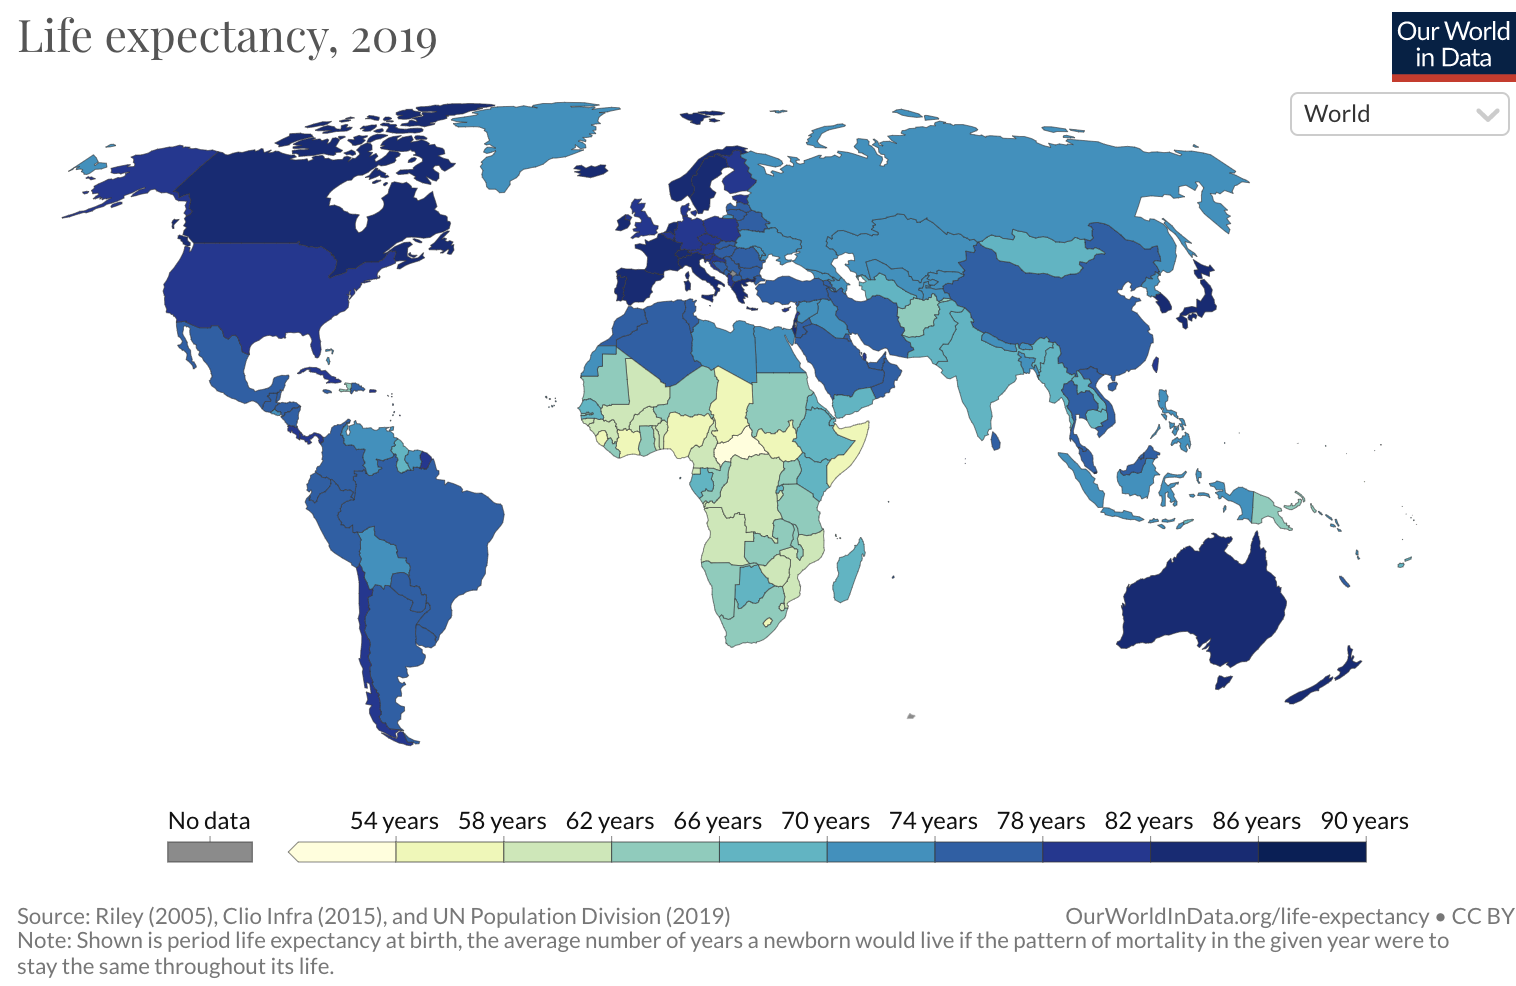 Life expectancy, 2019
Our World
in Data
World
No data
54 years
58 years
62 years
66 years
70 years
74 years
78 years
82 years
86 years
90 years
Source: Riley (2005), Clio Infra (2015), and UN Population Division (2019)
OurWorldInData.org/life-expectancy • CC BY
Note: Shown is period life expectancy at birth, the average number of years a newborn would live if the pattern of mortality in the given year were to
stay the same throughout its life.